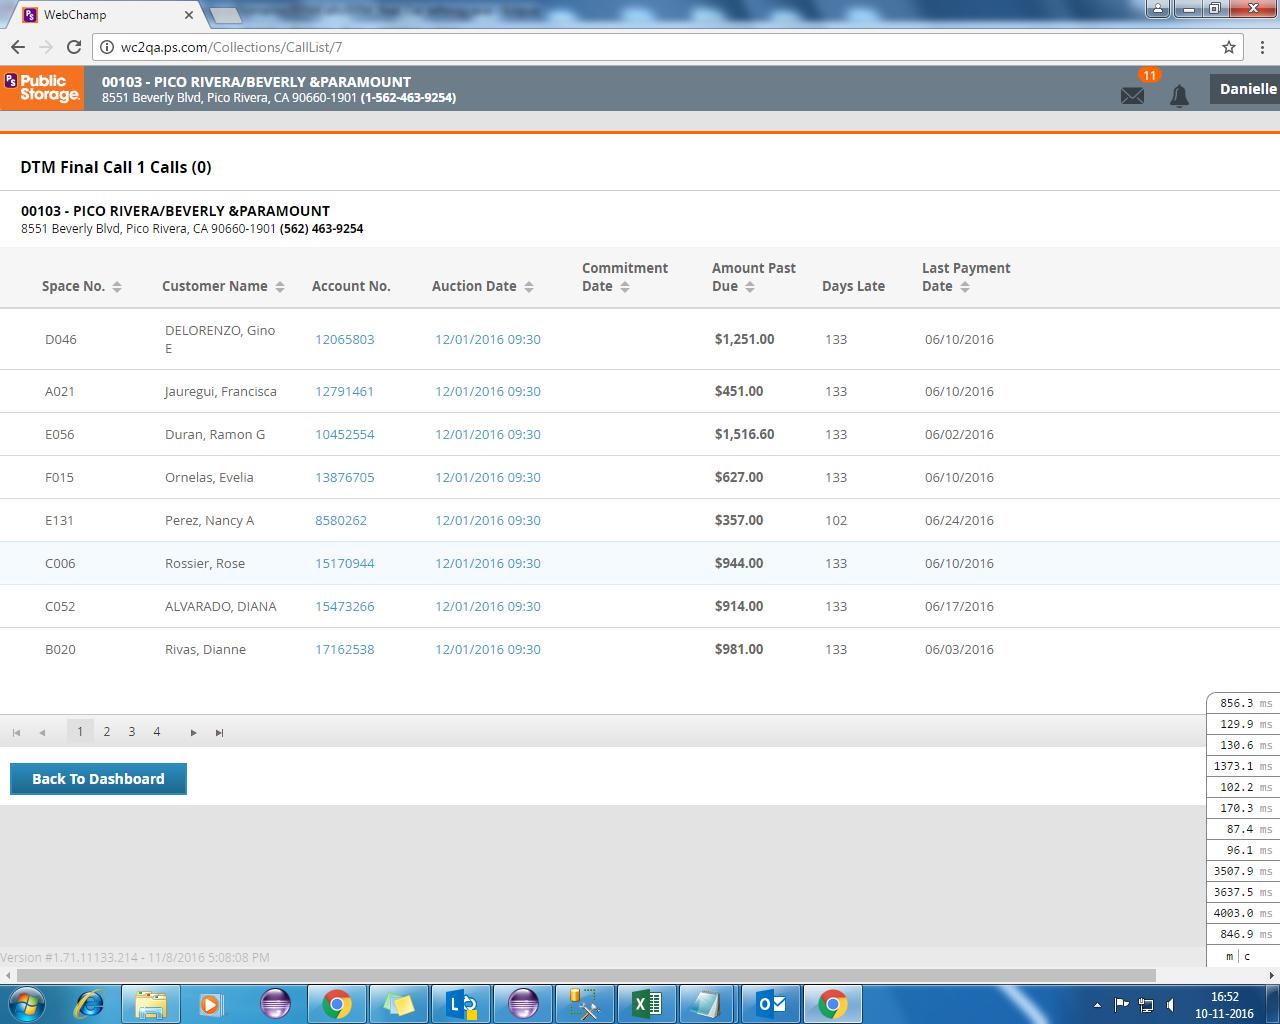 WebChamp
wc2qa.ps.com/Collections/CallList/7
PS Public Storage.
00103 - PICO RIVERA/BEVERLY &PARAMOUNT
8551 Beverly Blvd, Pico Rivera, CA 90660-1901 (1-562-463-9254)
11
Danielle
DTM Final Call 1 Calls (0)
00103 - PICO RIVERA/BEVERLY &PARAMOUNT
8551 Beverly Blvd, Pico Rivera, CA 90660-1901 (562) 463-9254
Space No. Customer Name Account No. Auction Date Commitment Date Amount Past Due Days Late Last Payment Date
D046 DELORENZO, Gino E 12065803 12/01/2016 09:30 $1,251.00 133 06/10/2016
A021 Jauregui, Francisca 12791461 12/01/2016 09:30 $451.00 133 06/10/2016
E056 Duran, Ramon G 10452554 12/01/2016 09:30 $1,516.60 133 06/02/2016
F015 Ornelas, Evelia 13876705 12/01/2016 09:30 $627.00 133 06/10/2016
E131 Perez, Nancy A 8580262 12/01/2016 09:30 $357.00 102 06/24/2016
C006 Rossier, Rose 15170944 12/01/2016 09:30 $944.00 133 06/10/2016
C052 ALVARADO, DIANA 15473266 12/01/2016 09:30 $914.00 133 06/17/2016
B020 Rivas, Dianne 17162538 12/01/2016 09:30 $981.00 133 06/03/2016
1 2 3 4
Back To Dashboard
856.3 ms
129.9 ms
130.6 ms
1373.1 ms
102.2 ms
170.3 ms
87.4 ms
96.1 ms
3507.9 ms
3637.5 ms
4003.0 ms
846.9 ms
m | c
Version #1.71.11133.214 - 11/8/2016 5:08:08 PM
16:52
10-11-2016